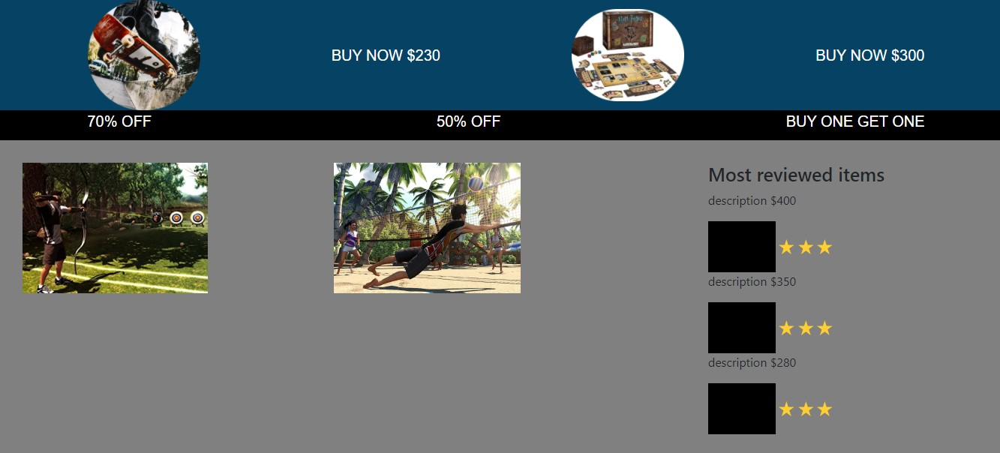 BUY NOW $230
BUY NOW $300
70% OFF
50% OFF
BUY ONE GET ONE
Most reviewed items
description $400
description $350
description $280